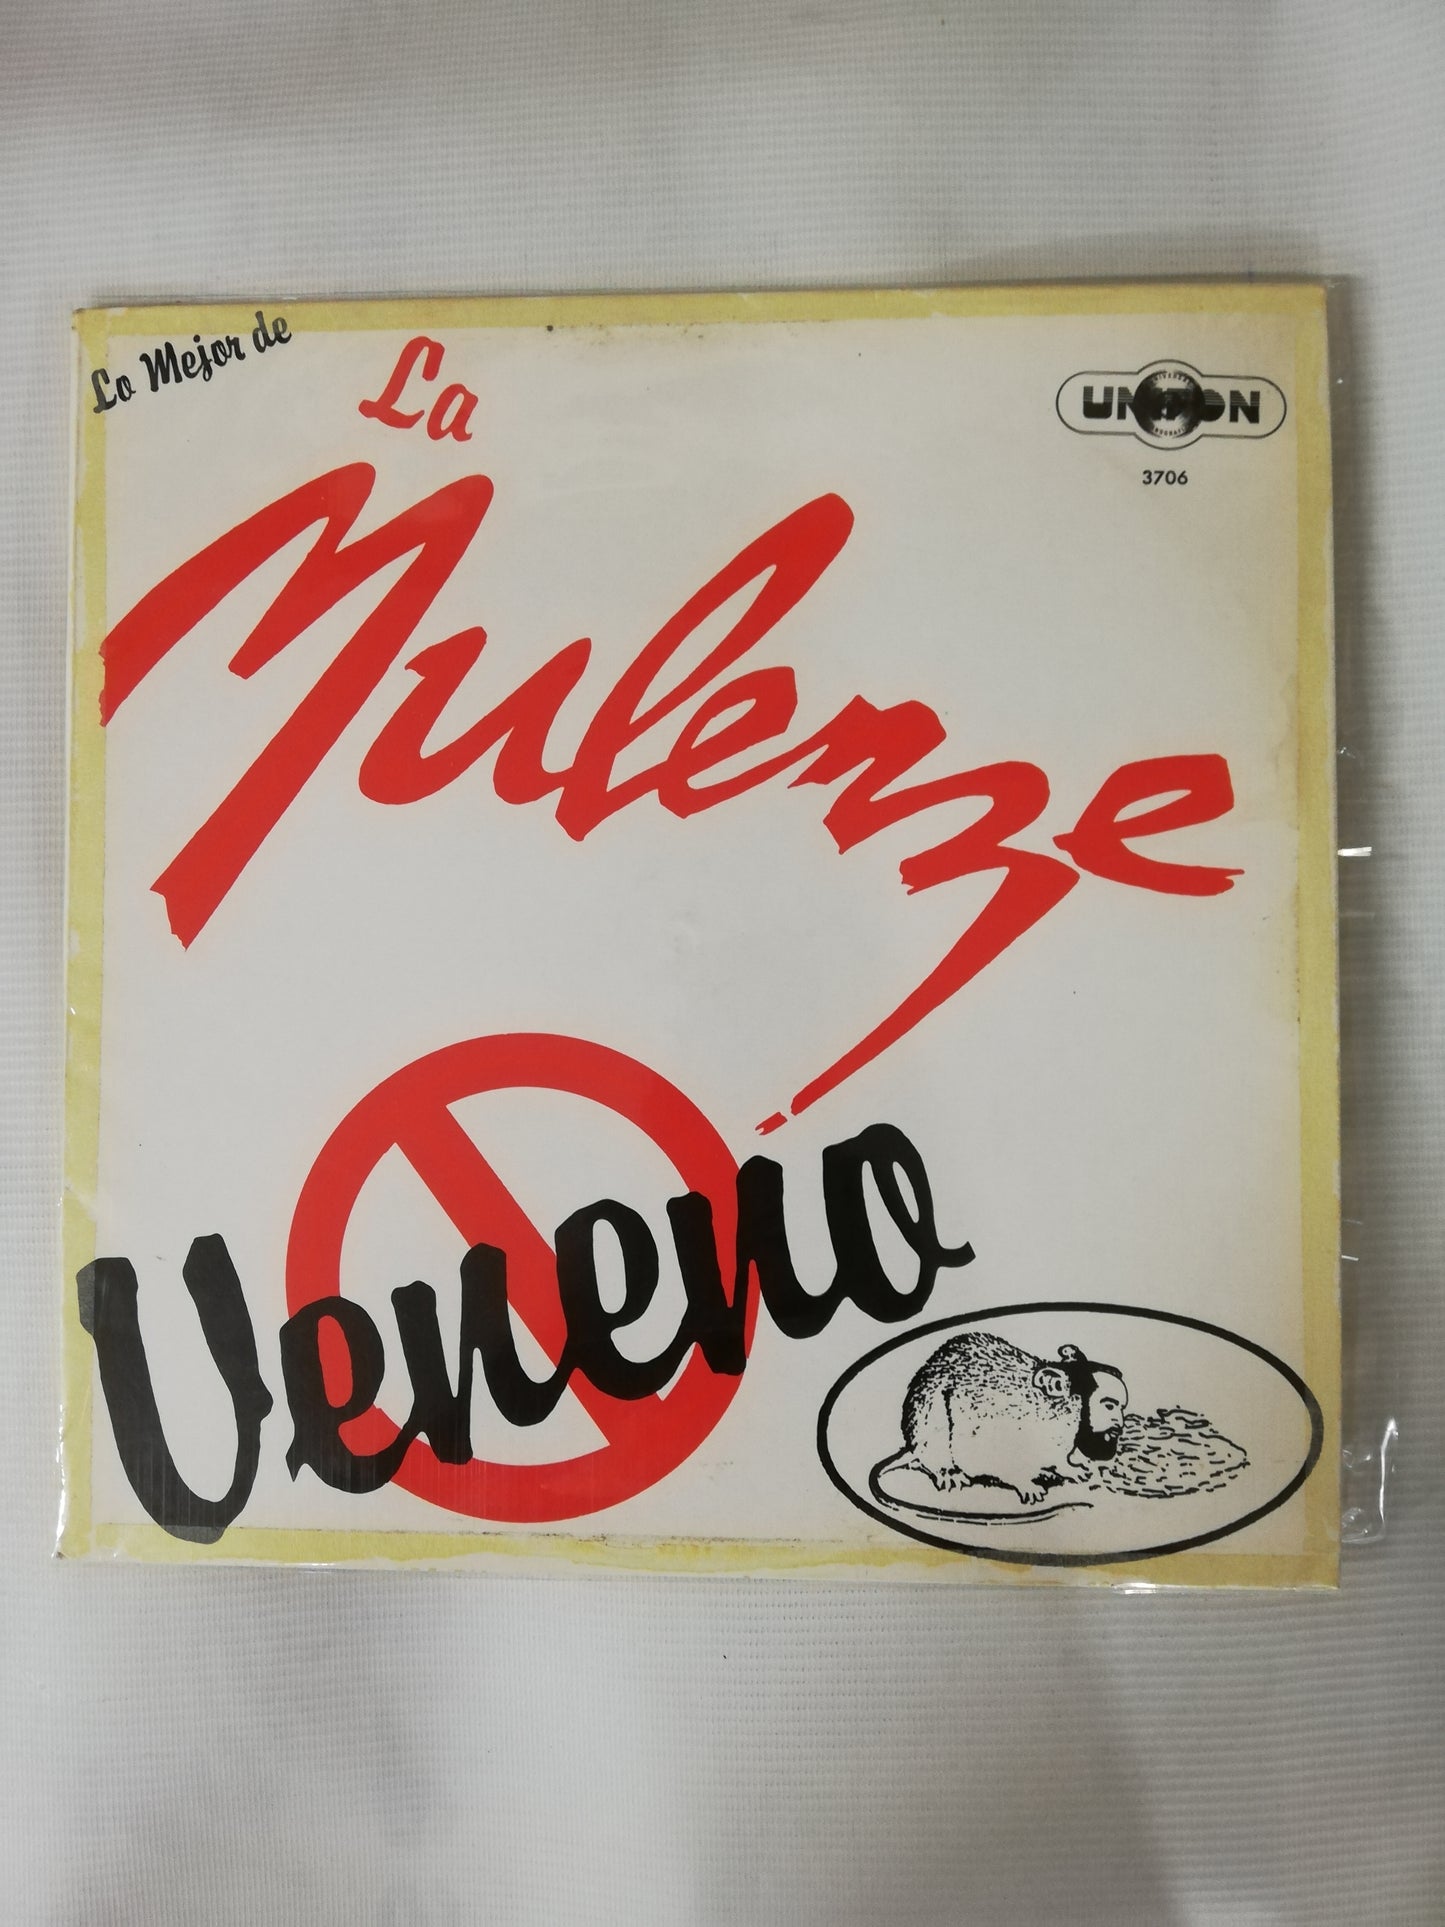 Lo Mejor de
La
Mulenze
UNION
3706
Veneno